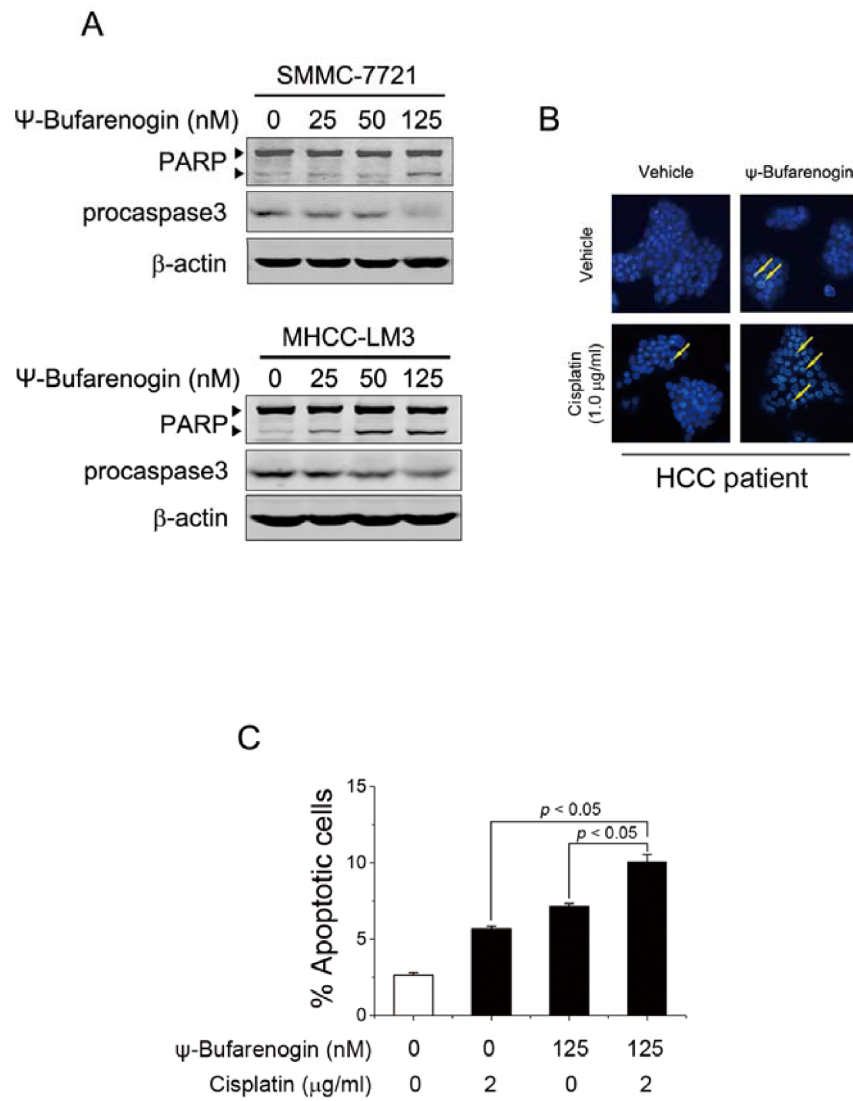 A
SMMC-7721
Ψ-Bufarenogin (nM) 0 25 50 125
PARP
procaspase3
β-actin
MHCC-LM3
Ψ-Bufarenogin (nM) 0 25 50 125
PARP
procaspase3
β-actin
B
Vehicle ψ-Bufarenogin
Vehicle
Cisplatin
(1.0 μg/ml)
HCC patient
C
% Apoptotic cells
15
10
5
0
p < 0.05
p < 0.05
ψ-Bufarenogin (nM) 0 0 125 125
Cisplatin (μg/ml) 0 2 0 2